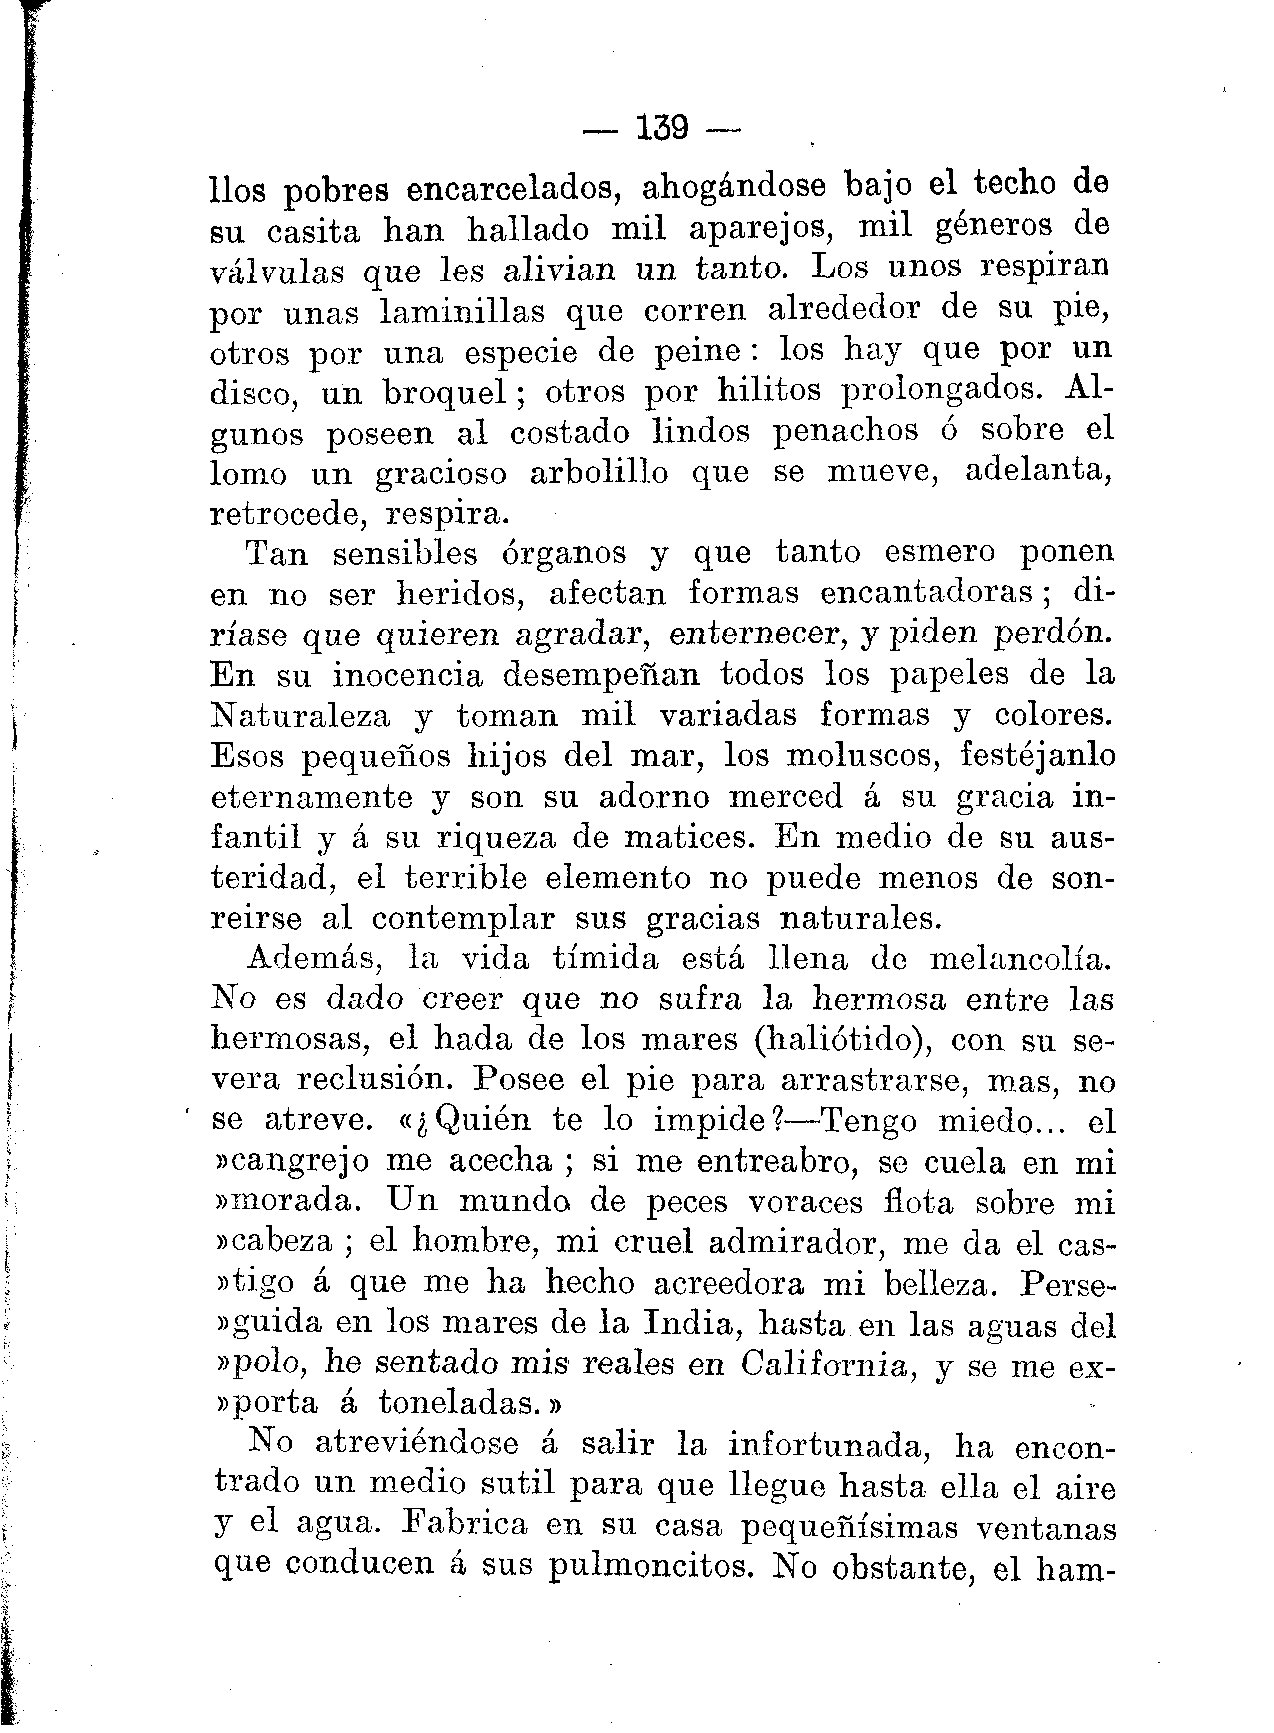 — 139 —
llos pobres encarcelados, ahogándose bajo el techo de
su casita han hallado mil aparejos, mil géneros de
válvulas que les alivian un tanto. Los unos respiran
por unas laminillas que corren alrededor de su pie,
otros por una especie de peine : los hay que por un
disco, un broquel ; otros por hilitos prolongados. Al-
gunos poseen al costado lindos penachos ó sobre el
lomo un gracioso arbolillo que se mueve, adelanta,
retrocede, respira.
Tan sensibles órganos y que tanto esmero ponen
en no ser heridos, afectan formas encantadoras ; di-
ríase que quieren agradar, enternecer, y piden perdón.
En su inocencia desempeñan todos los papeles de la
Naturaleza y toman mil variadas formas y colores.
Esos pequeños hijos del mar, los moluscos, festéjanlo
eternamente y son su adorno merced á su gracia in-
fantil y á su riqueza de matices. En medio de su aus-
teridad, el terrible elemento no puede menos de son-
reirse al contemplar sus gracias naturales.
Además, la vida tímida está llena de melancolía.
No es dado creer que no sufra la hermosa entre las
hermosas, el hada de los mares (haliótido), con su se-
vera reclusión. Posee el pie para arrastrarse, mas, no
se atreve. «¿Quién te lo impide?—Tengo miedo... el
»cangrejo me acecha ; si me entreabro, se cuela en mi
»morada. Un mundo de peces voraces flota sobre mi
»cabeza ; el hombre, mi cruel admirador, me da el cas-
»tigo á que me ha hecho acreedora mi belleza. Perse-
»guida en los mares de la India, hasta en las aguas del
»polo, he sentado mis reales en California, y se me ex-
»porta á toneladas.»
No atreviéndose á salir la infortunada, ha encon-
trado un medio sutil para que llegue hasta ella el aire
y el agua. Fabrica en su casa pequeñísimas ventanas
que conducen á sus pulmoncitos. No obstante, el ham-